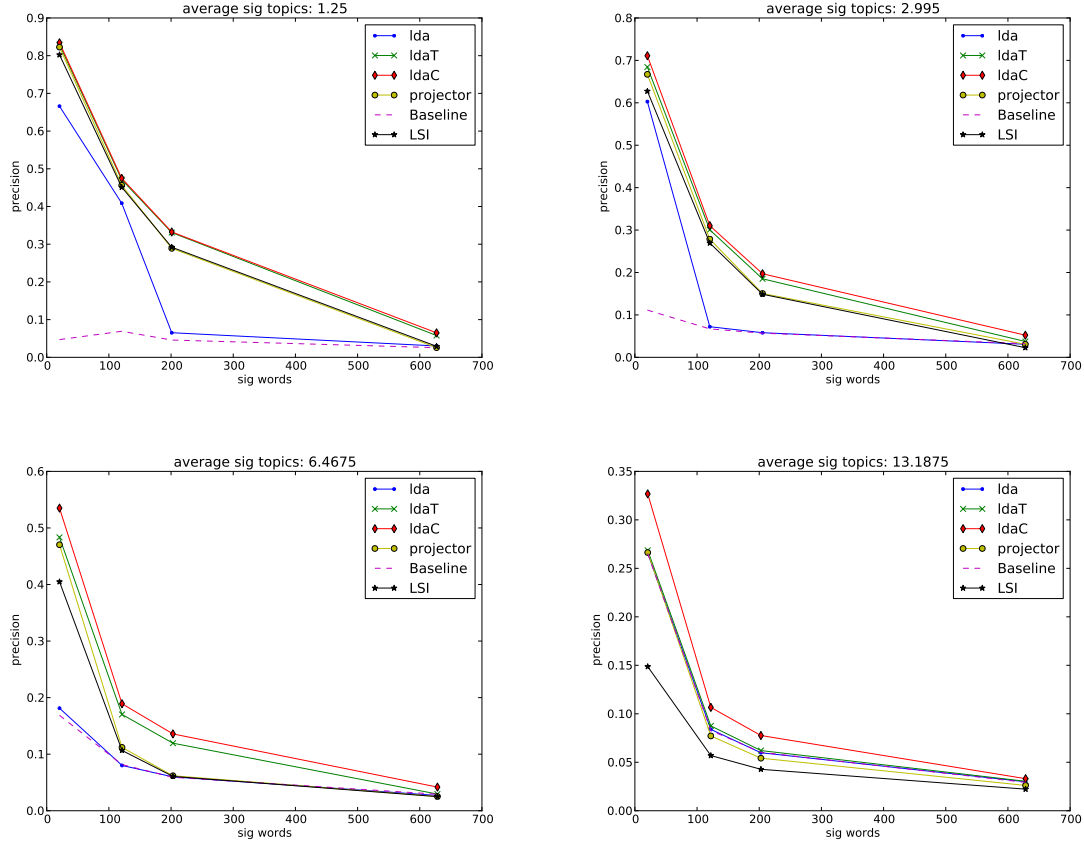 average sig topics: 1.25
0.9
0.8
0.7
0.6
0.5
0.4
0.3
0.2
0.1
0.0
precision
0 100 200 300 400 500 600 700
sig words
lda
ldaT
ldaC
projector
Baseline
LSI
average sig topics: 2.995
0.8
0.7
0.6
0.5
0.4
0.3
0.2
0.1
0.0
precision
0 100 200 300 400 500 600 700
sig words
lda
ldaT
ldaC
projector
Baseline
LSI
average sig topics: 6.4675
0.6
0.5
0.4
0.3
0.2
0.1
0.0
precision
0 100 200 300 400 500 600 700
sig words
lda
ldaT
ldaC
projector
Baseline
LSI
average sig topics: 13.1875
0.35
0.30
0.25
0.20
0.15
0.10
0.05
0.00
precision
0 100 200 300 400 500 600 700
sig words
lda
ldaT
ldaC
projector
Baseline
LSI